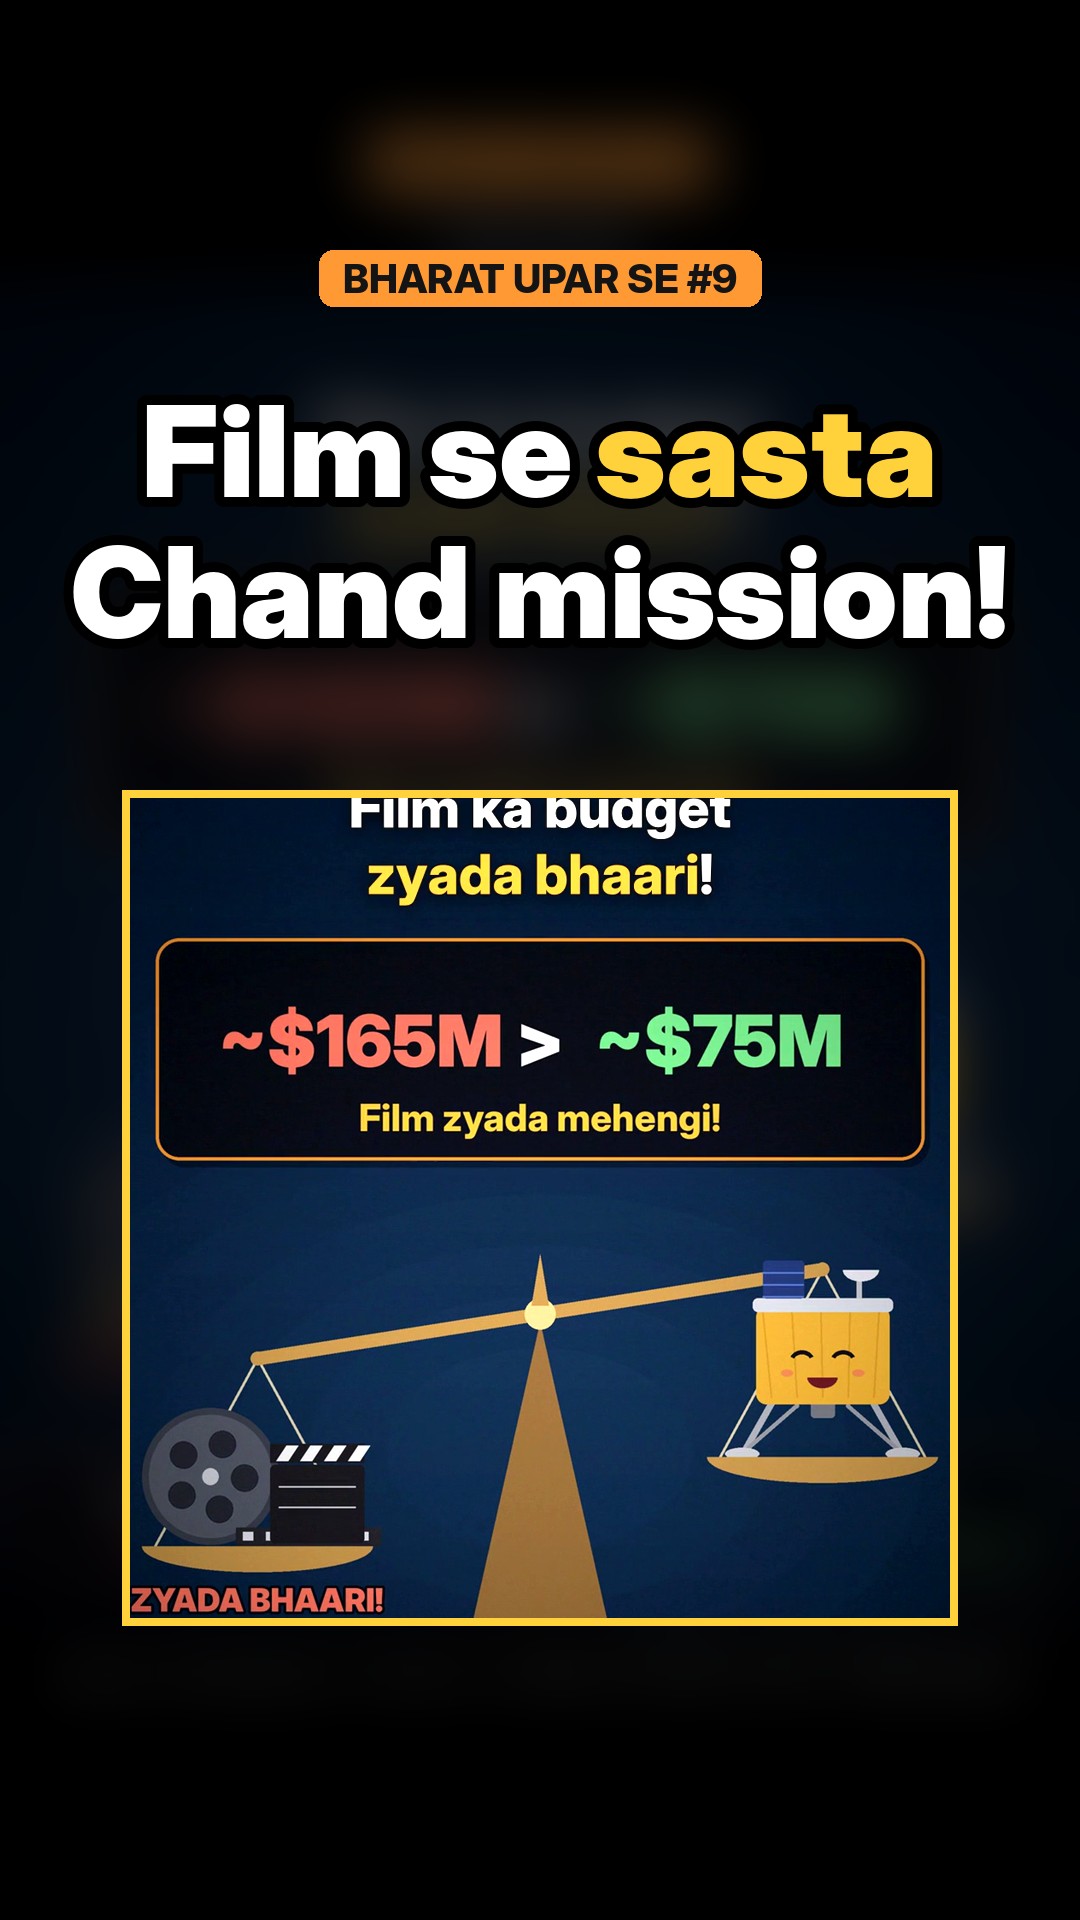 BHARAT UPAR SE #9
Film se sasta
Chand mission!
Film ka budget
zyada bhaari!
~$165M > ~$75M
Film zyada mehengi!
ZYADA BHAARI!